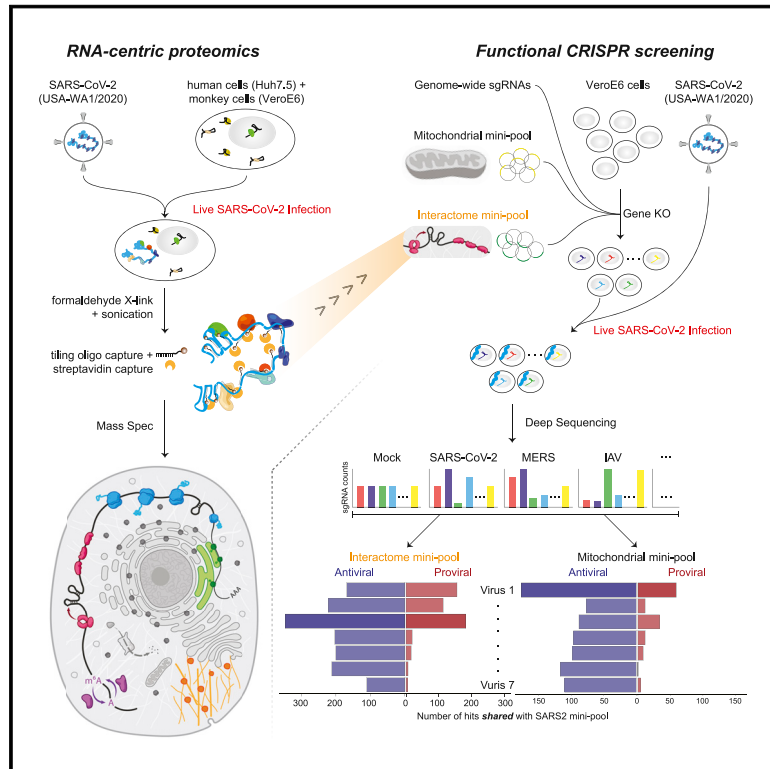 RNA-centric proteomics
SARS-CoV-2
(USA-WA1/2020)
human cells (Huh7.5) +
monkey cells (VeroE6)
Live SARS-CoV-2 Infection
formaldehyde X-link
+ sonication
tiling oligo capture +
streptavidin capture
Mass Spec
AAA
m⁶A
A
Functional CRISPR screening
Genome-wide sgRNAs
VeroE6 cells
SARS-CoV-2
(USA-WA1/2020)
Mitochondrial mini-pool
Interactome mini-pool
Gene KO
Live SARS-CoV-2 Infection
Deep Sequencing
Mock
SARS-CoV-2
MERS
IAV
sgRNA counts
Interactome mini-pool
Antiviral
Proviral
Mitochondrial mini-pool
Antiviral
Proviral
Virus 1
Vuris 7
300 200 100 0 100 200
150 100 50 0 50 100 150
Number of hits shared with SARS2 mini-pool